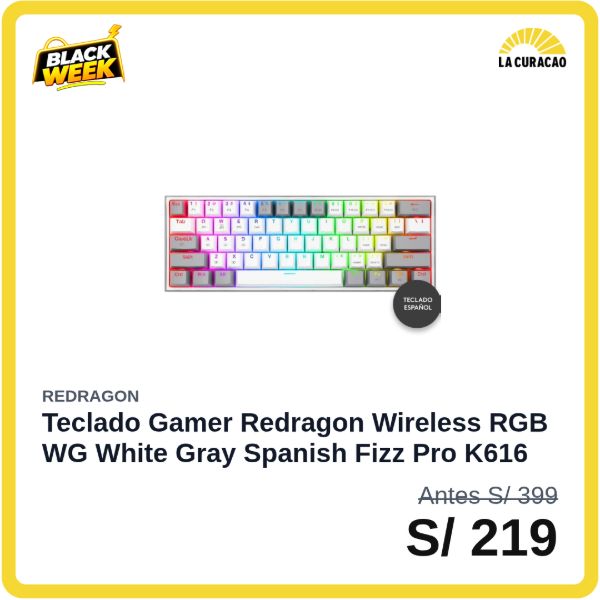 BLACK
WEEK
LA CURACAO
TECLADO
ESPAÑOL
REDRAGON
Teclado Gamer Redragon Wireless RGB
WG White Gray Spanish Fizz Pro K616
Antes S/ 399
S/ 219